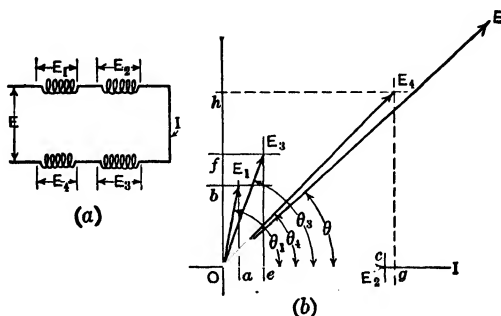 E₁ E₂
E
I
E₄ E₃
(a)
E
h
E₄
f
E₃
E₁
b
θ₃
θ
θ₁ θ₄
O
a
e
c
E₂
g
I
(b)